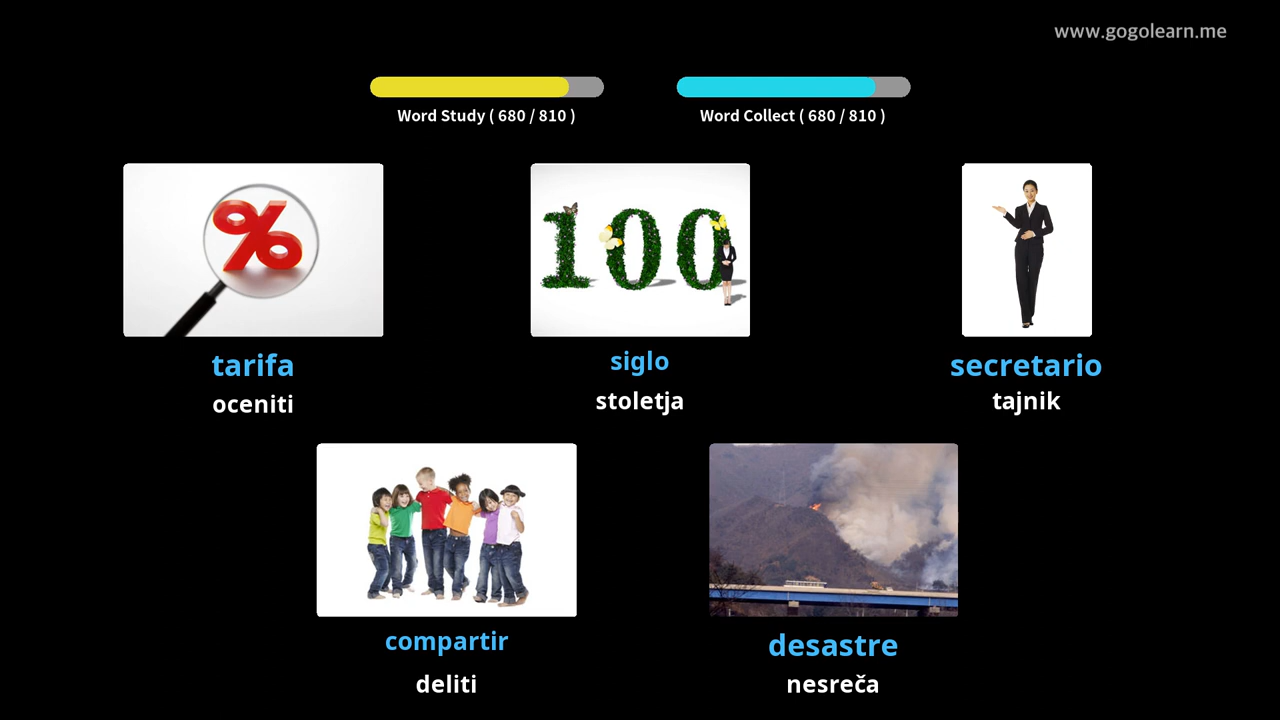 www.gogolearn.me
Word Study ( 680 / 810 )
Word Collect ( 680 / 810 )
%
100
tarifa
siglo
secretario
oceniti
stoletja
tajnik
compartir
desastre
deliti
nesreča